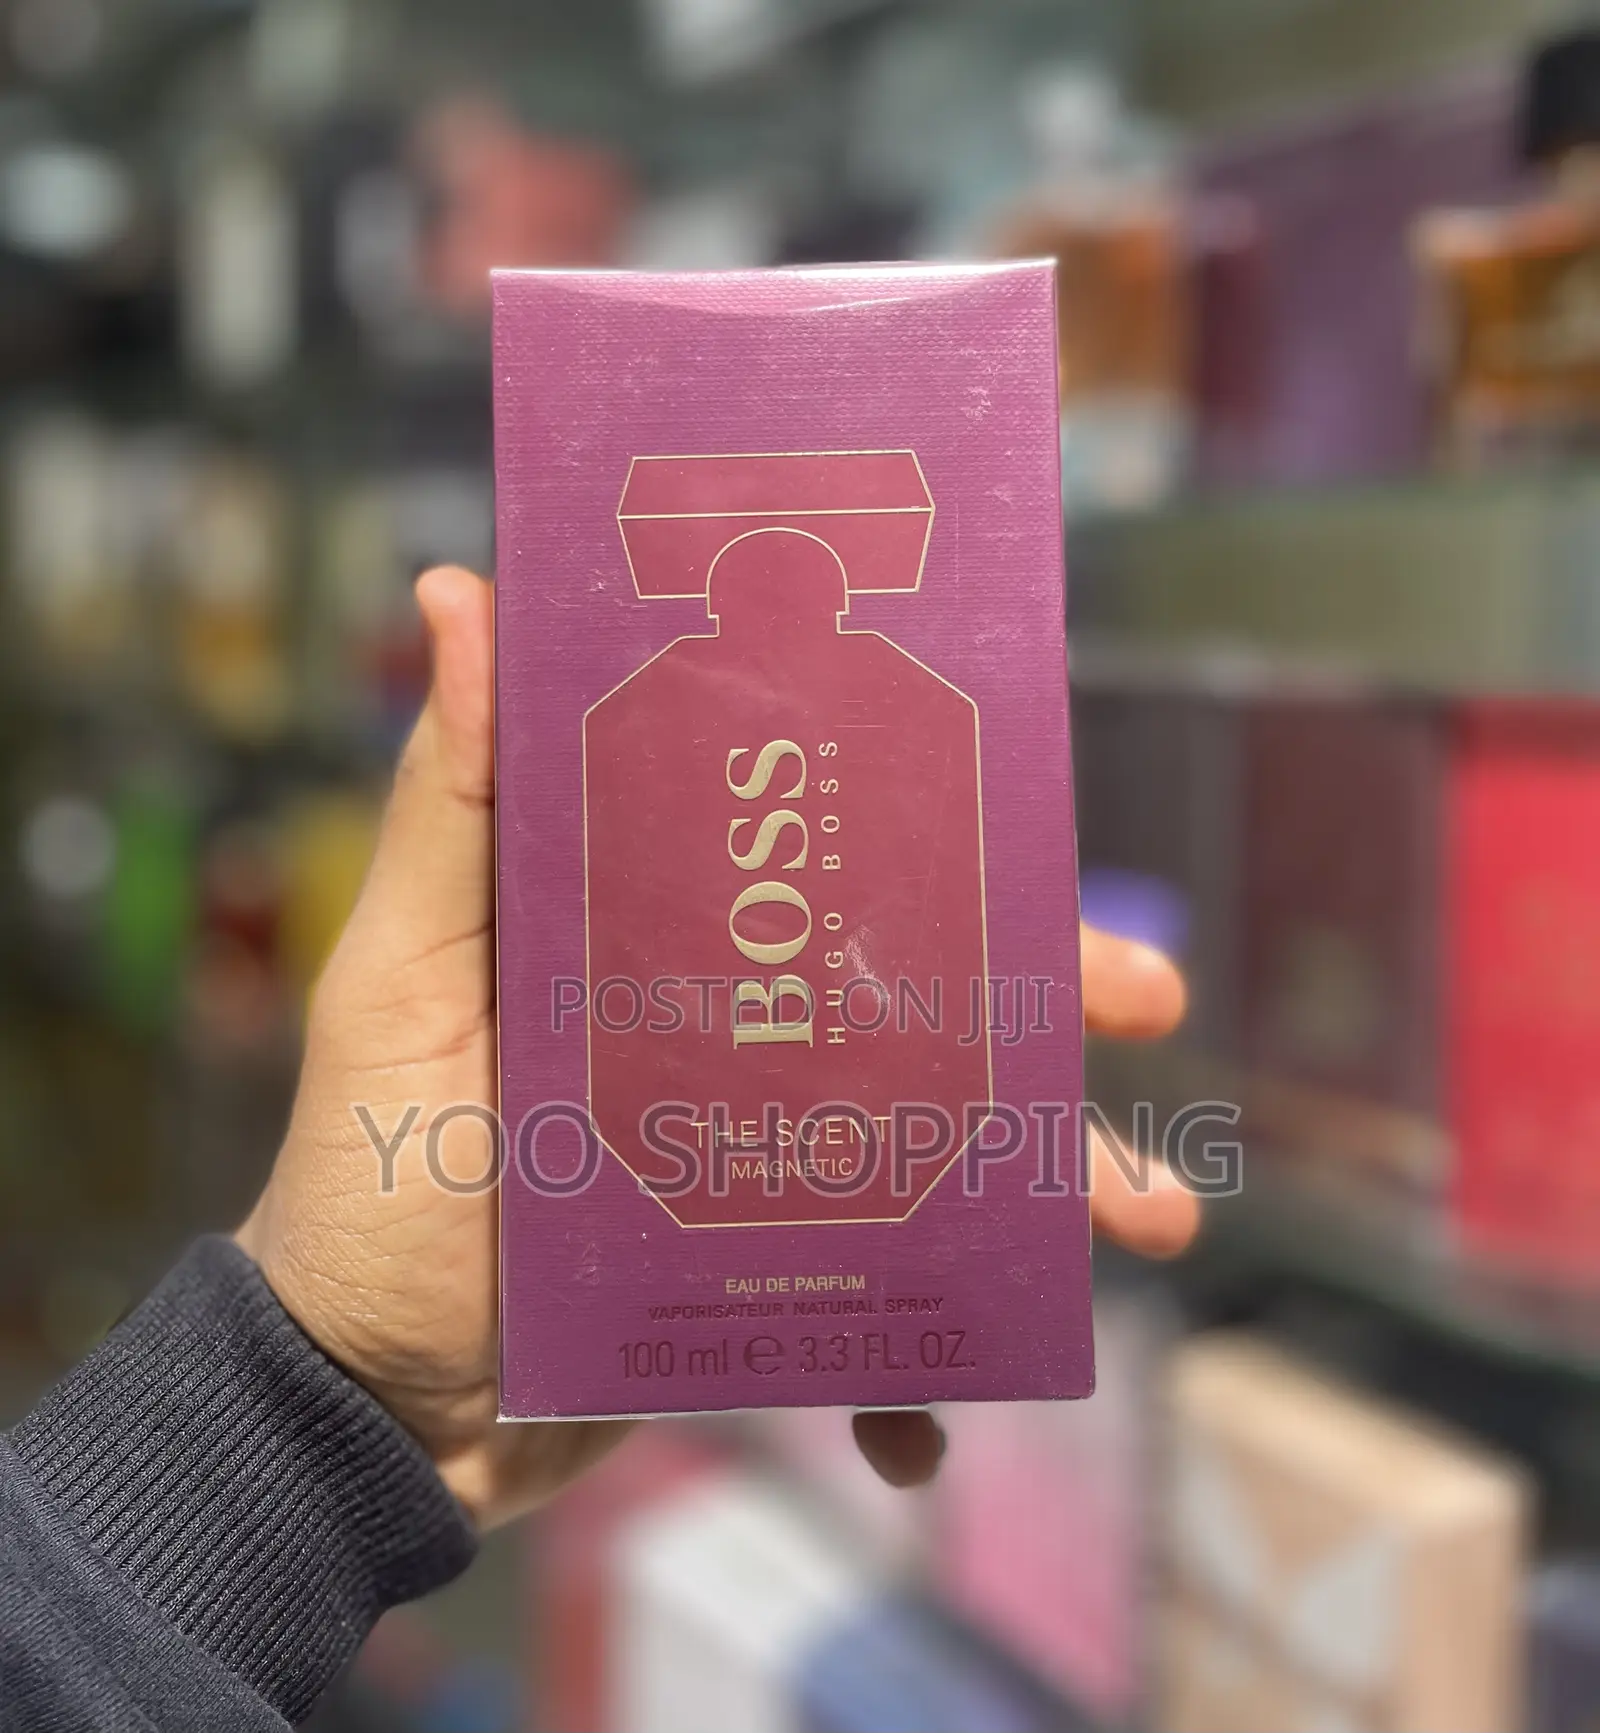 BOSS
HUGO BOSS
POSTED ON JIJI
YOO SHOPPING
THE SCENT
MAGNETIC
EAU DE PARFUM
VAPORISATEUR NATURAL SPRAY
100 ml ℮ 3.3 FL. OZ.